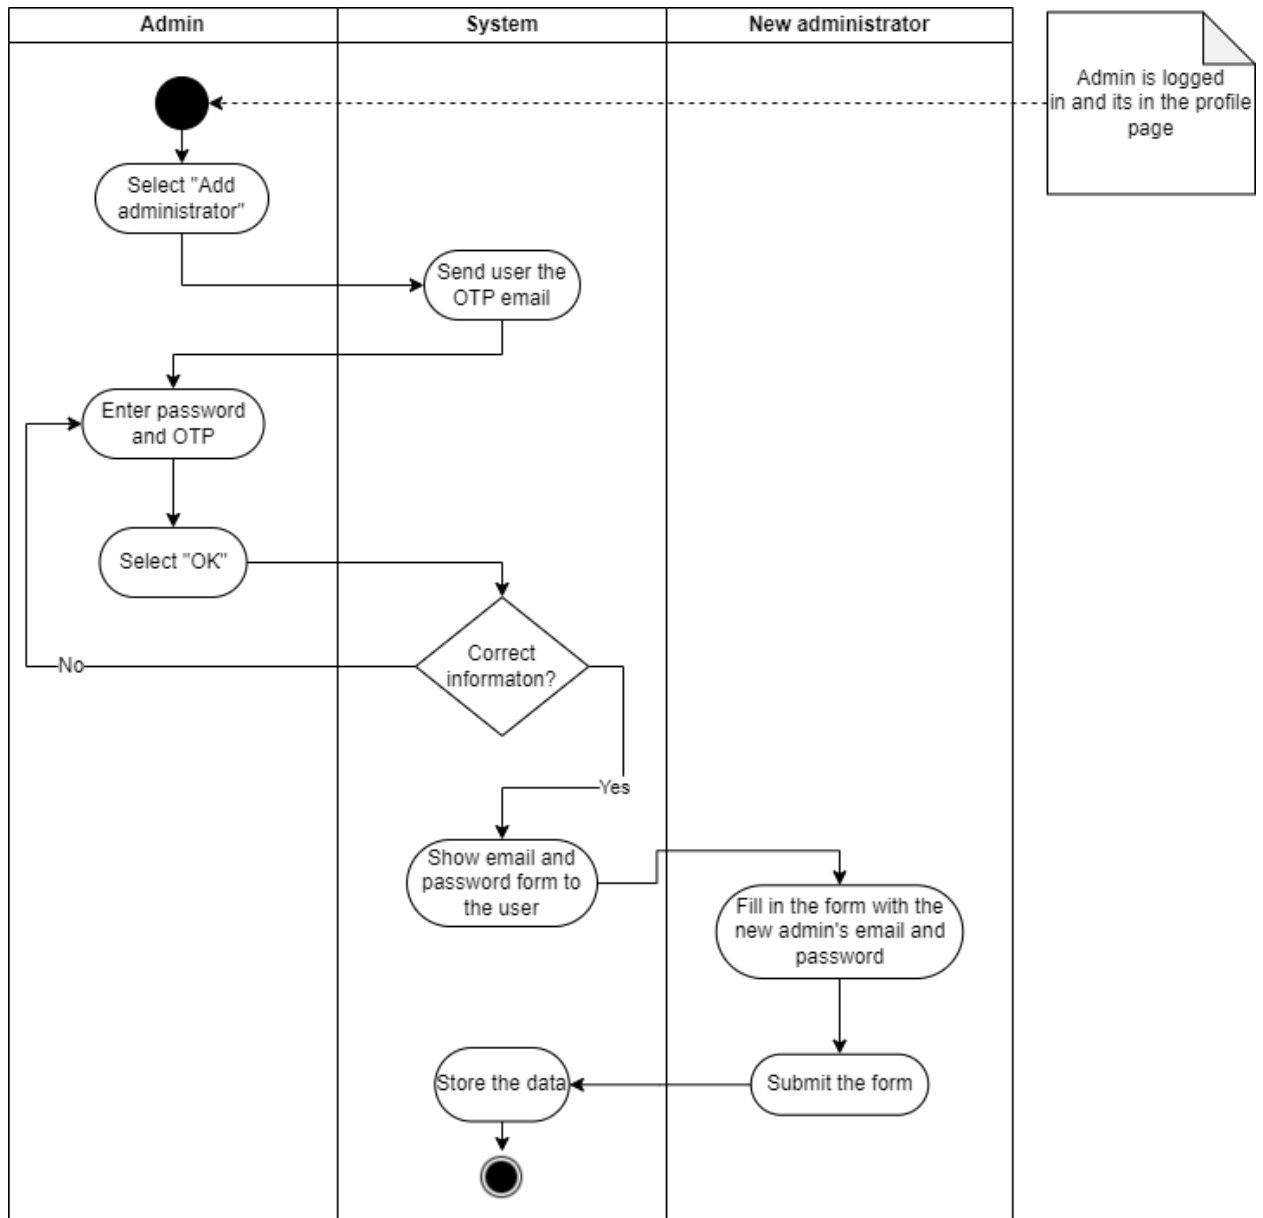 Admin
System
New administrator
Admin is logged
in and its in the profile
page
Select "Add
administrator"
Send user the
OTP email
Enter password
and OTP
Select "OK"
Correct
informaton?
No
Yes
Show email and
password form to
the user
Fill in the form with the
new admin's email and
password
Submit the form
Store the data